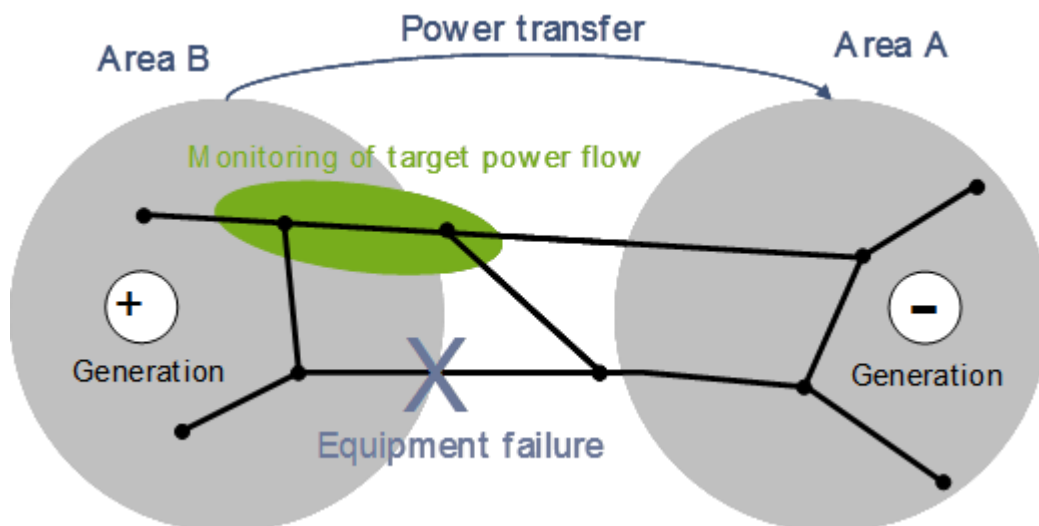 Power transfer
Area B
Area A
Monitoring of target power flow
+
-
Generation
Generation
X
Equipment failure